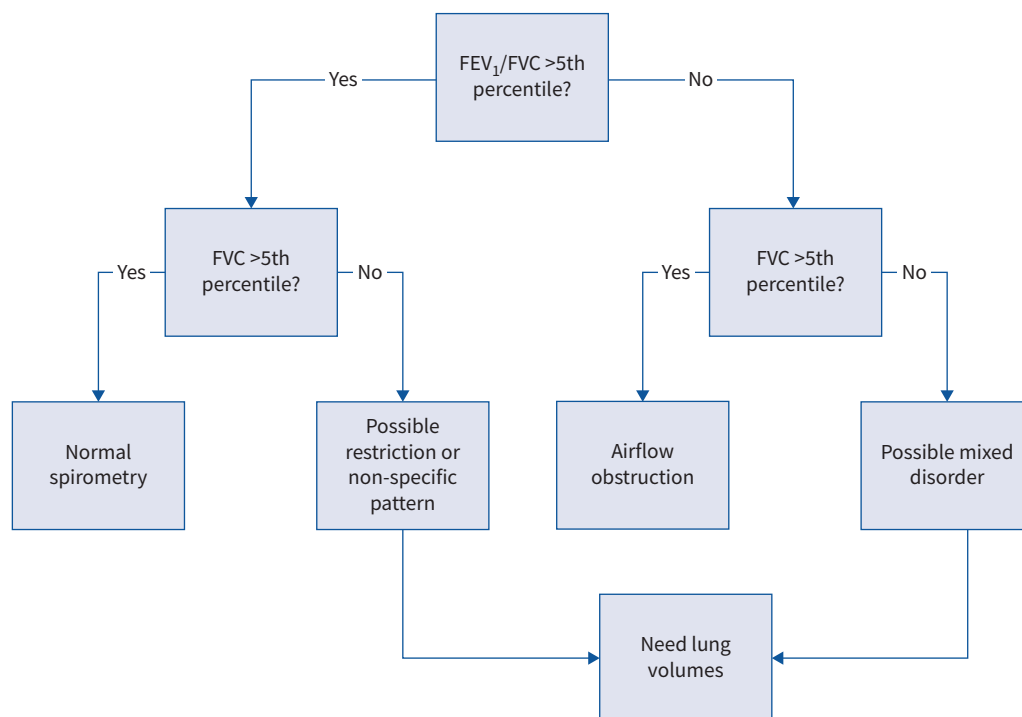 FEV₁/FVC >5th
percentile?
Yes
No
FVC >5th
percentile?
Yes
No
FVC >5th
percentile?
Yes
No
Normal
spirometry
Possible
restriction or
non-specific
pattern
Airflow
obstruction
Possible mixed
disorder
Need lung
volumes